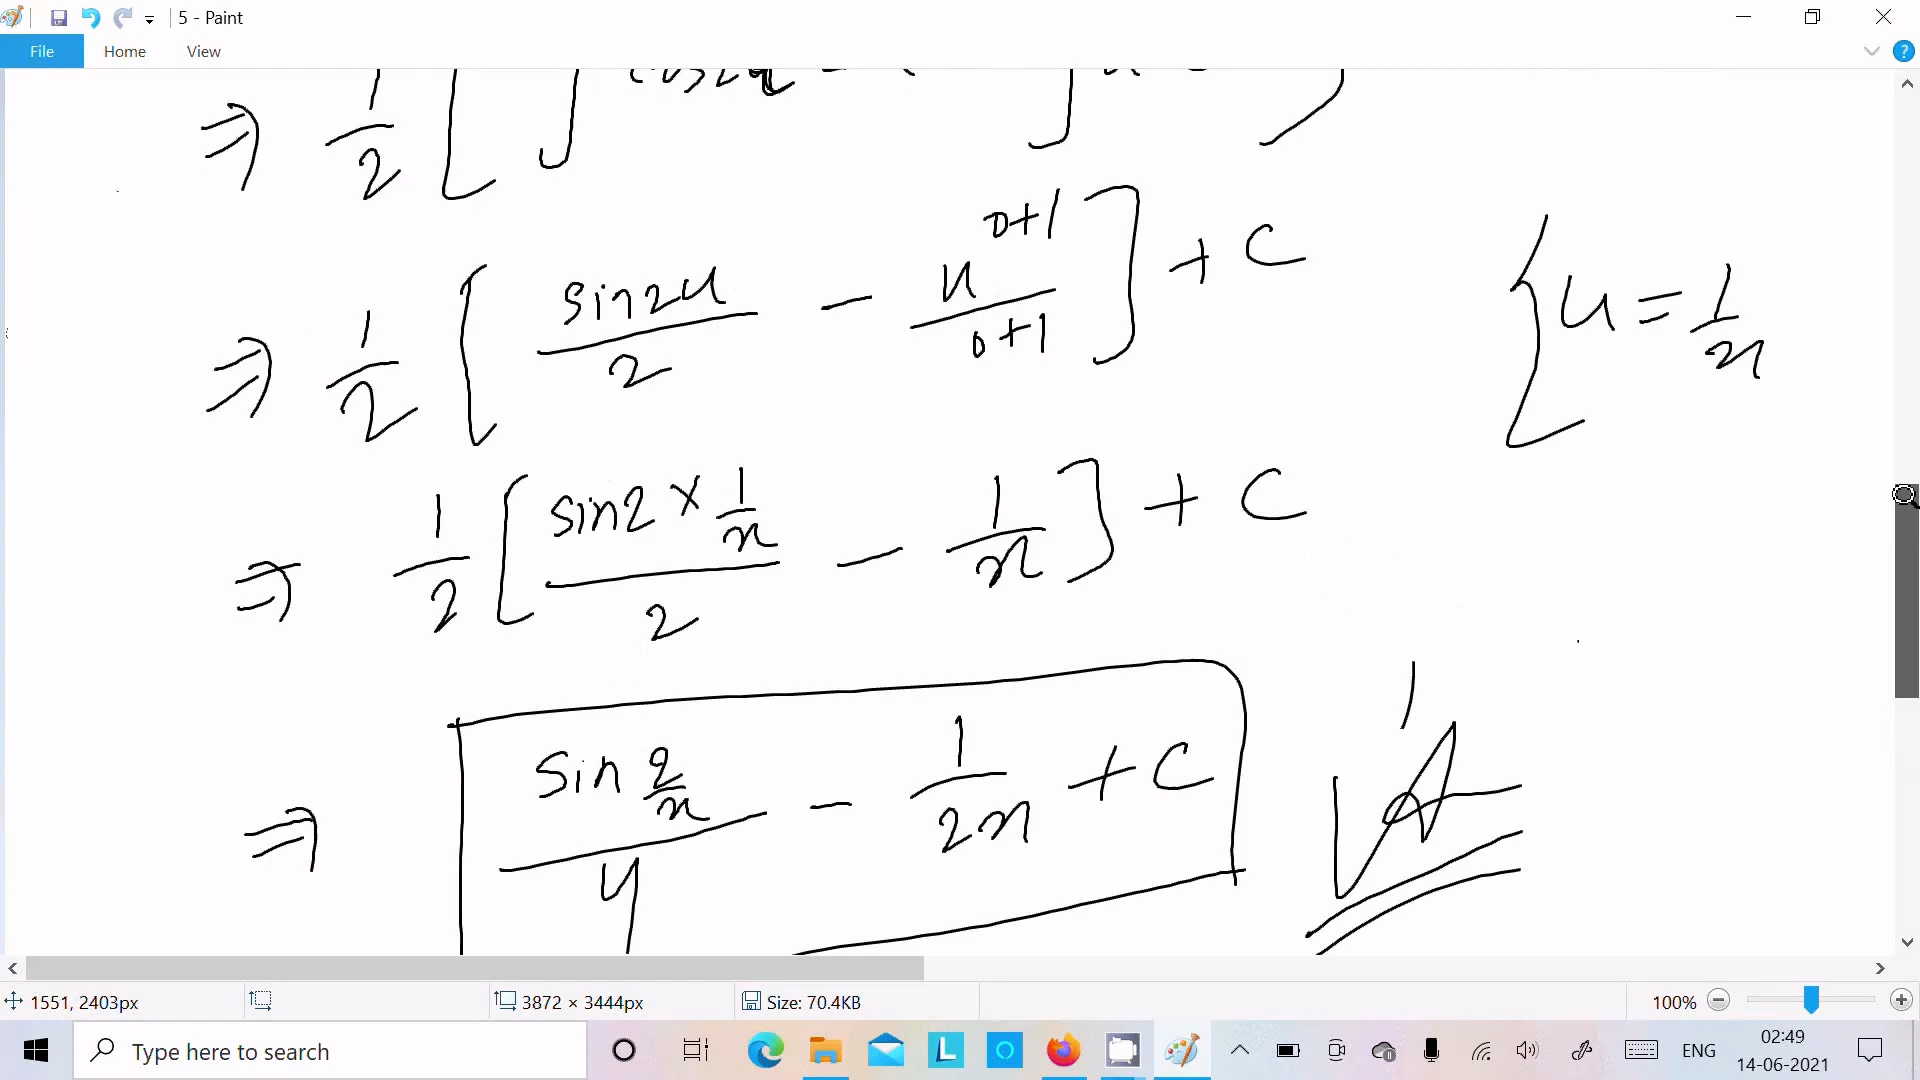 5 - Paint
File Home View
⇒ 1/2 [ ∫ cos2u - ∫ u
⇒ 1/2 [ sin2u/2 - u^(0+1)/(0+1) ] + C { u = 1/x
⇒ 1/2 [ sin2 × 1/x / 2 - 1/x ] + C
⇒ sin 2/x / 4 - 1/2x + C
1551, 2403px 3872 × 3444px Size: 70.4KB 100%
Type here to search ENG 02:49
14-06-2021